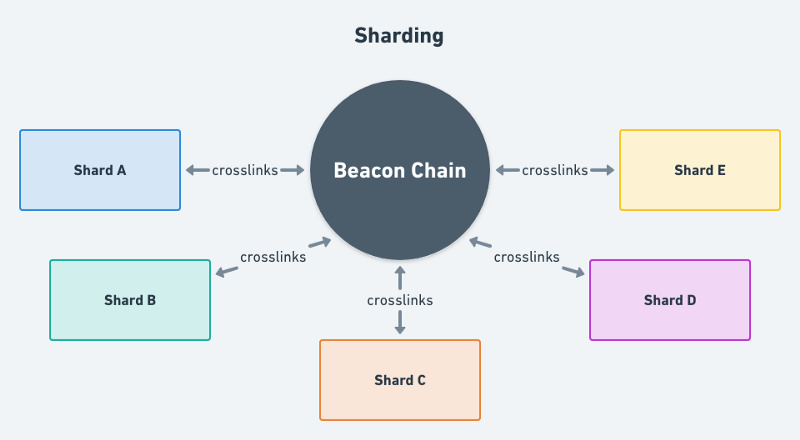 Sharding
Beacon Chain
Shard A
crosslinks
crosslinks
Shard E
crosslinks
crosslinks
Shard B
crosslinks
Shard D
Shard C